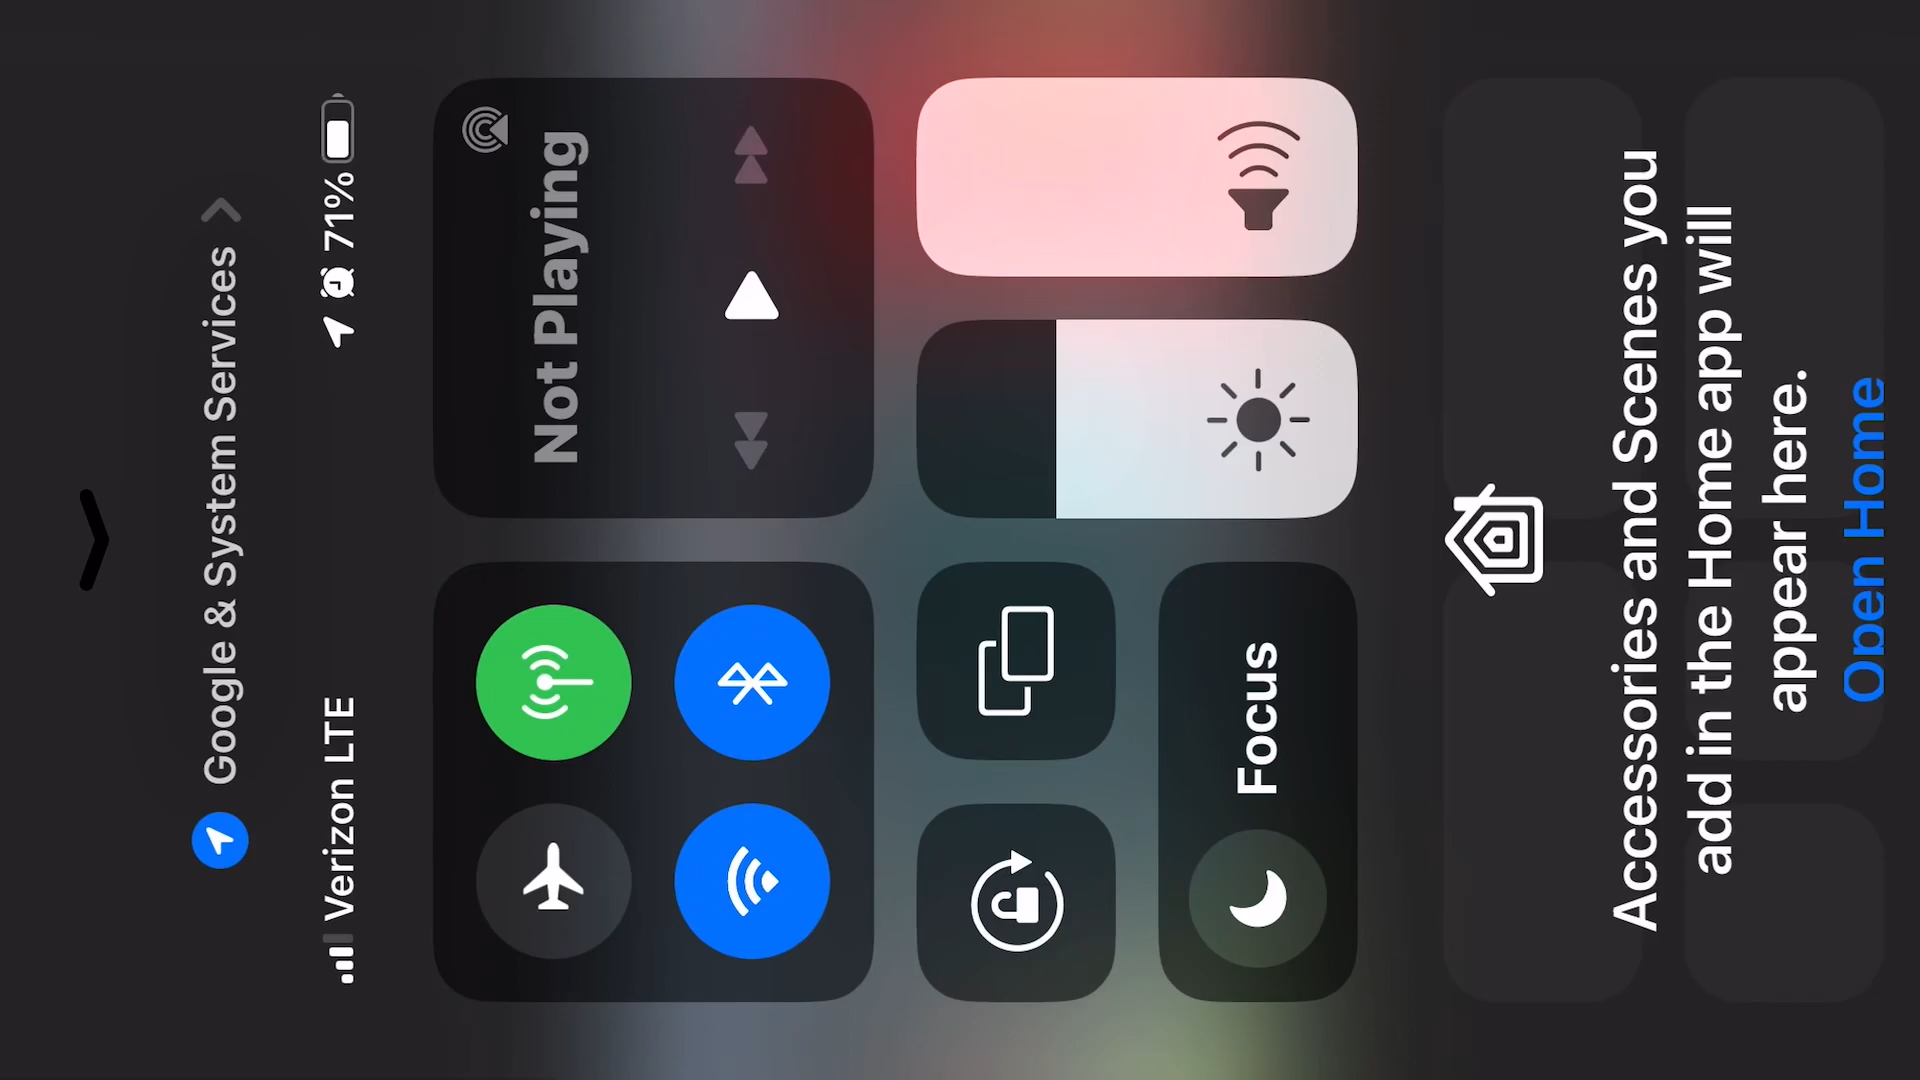 Google & System Services
Verizon LTE
71%
Not Playing
Focus
Accessories and Scenes you
add in the Home app will
appear here.
Open Home